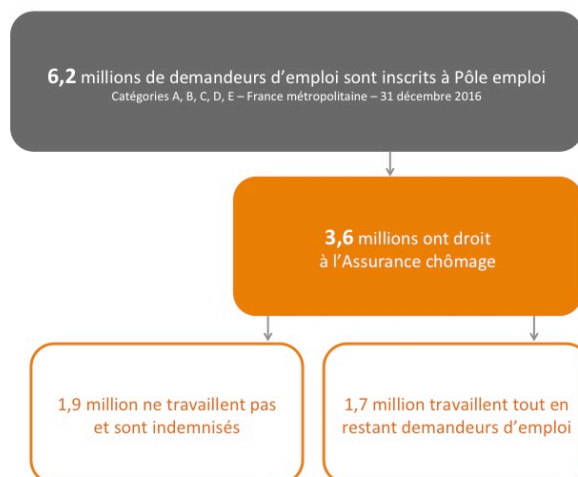 6,2 millions de demandeurs d'emploi sont inscrits à Pôle emploi
Catégories A, B, C, D, E – France métropolitaine – 31 décembre 2016
3,6 millions ont droit
à l'Assurance chômage
1,9 million ne travaillent pas
et sont indemnisés
1,7 million travaillent tout en
restant demandeurs d'emploi